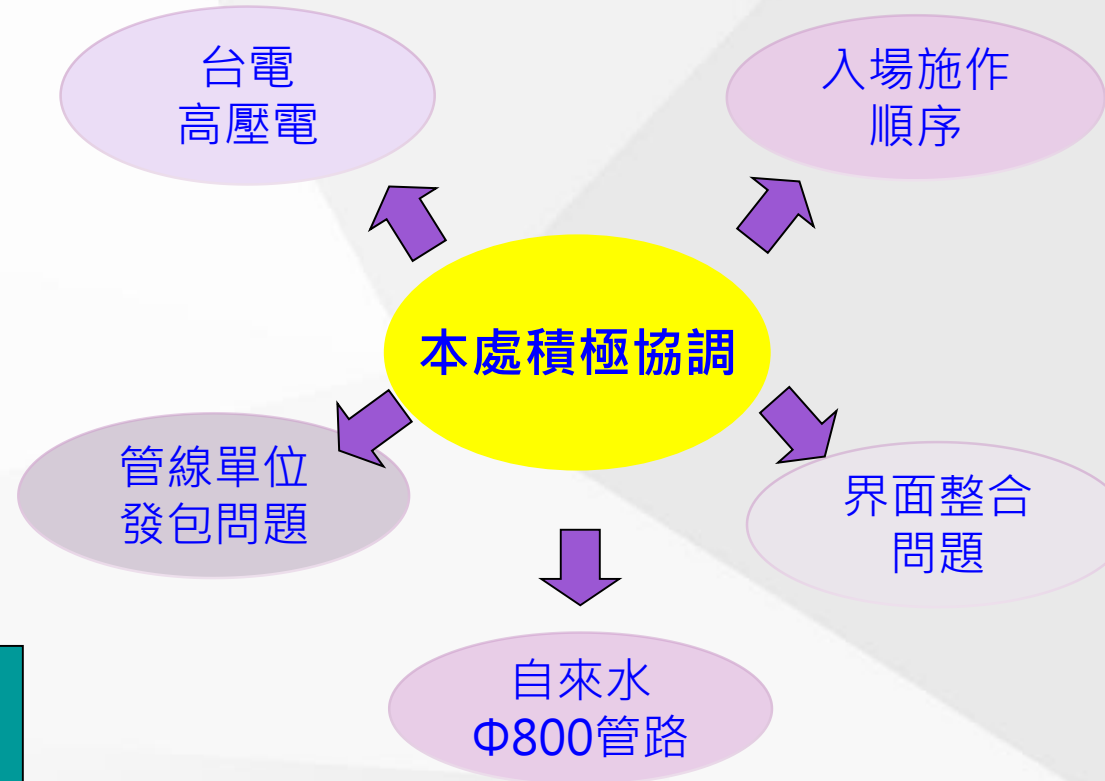 台電
高壓電
入場施作
順序
本處積極協調
管線單位
發包問題
界面整合
問題
自來水
Φ800管路